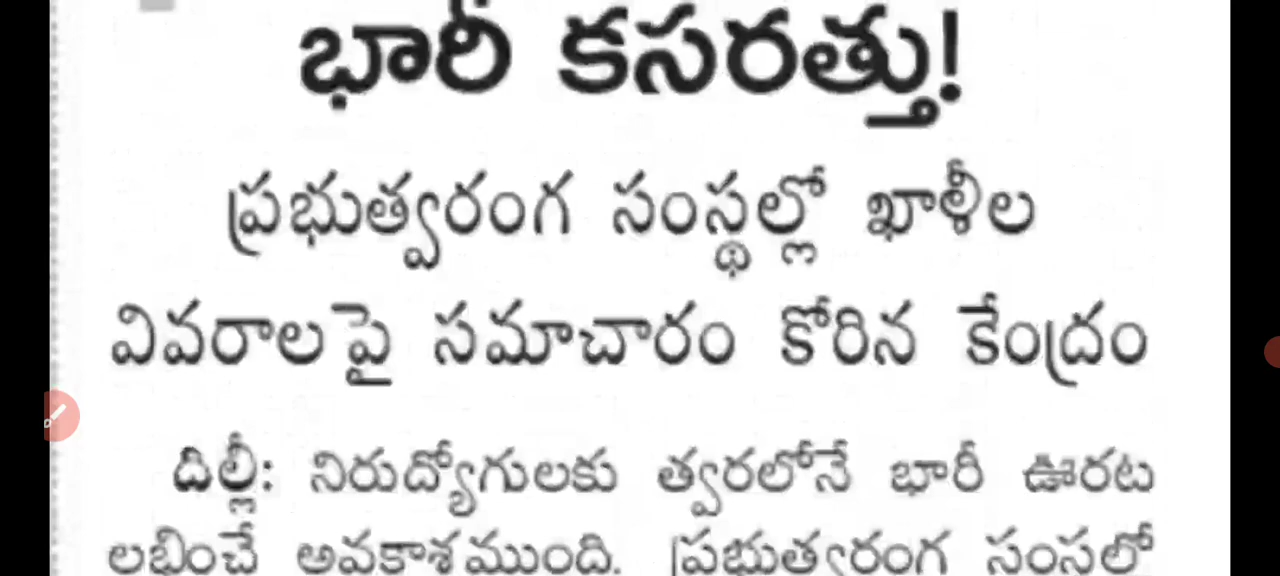 భారీ కసరత్తు!
ప్రభుత్వరంగ సంస్థల్లో ఖాళీల
వివరాలపై సమాచారం కోరిన కేంద్రం
దిల్లీ: నిరుద్యోగులకు త్వరలోనే భారీ ఊరట
లభించే అవకాశముంది. ప్రభుత్వరంగ